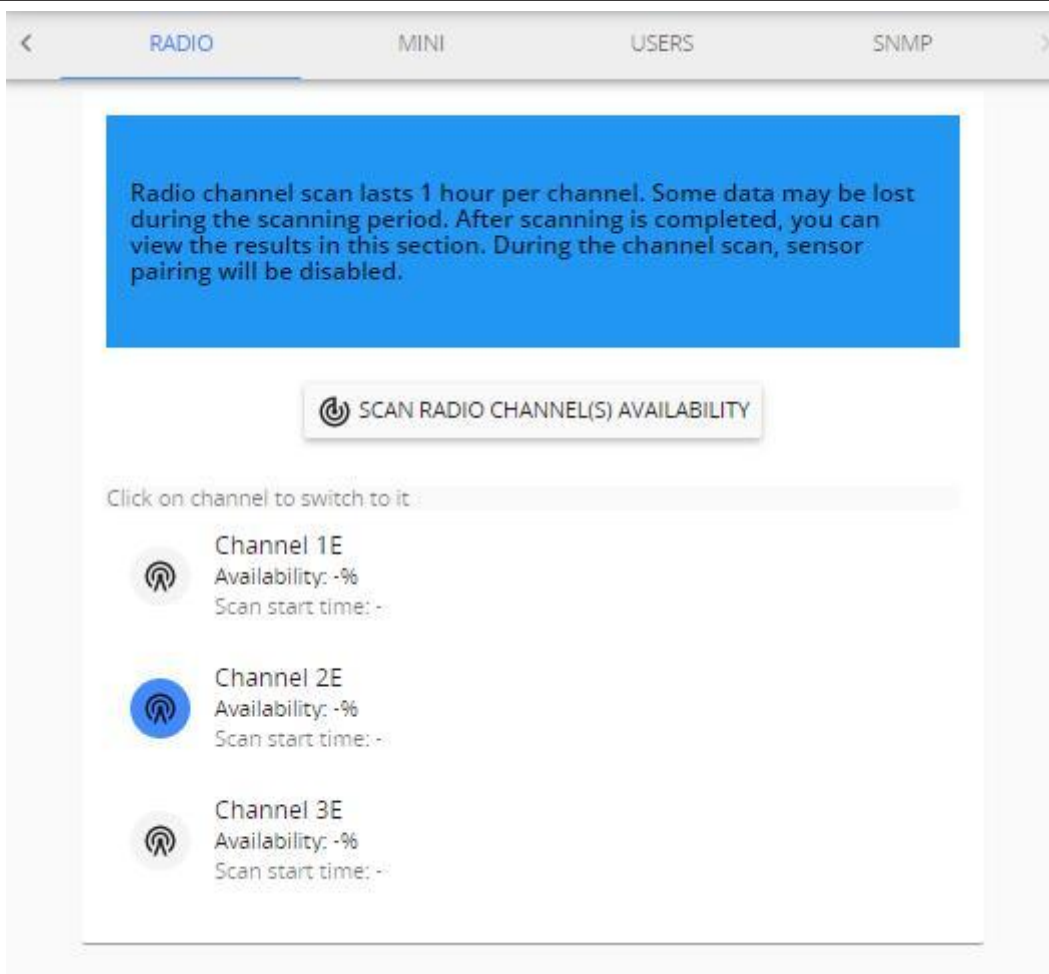 RADIO MINI USERS SNMP
Radio channel scan lasts 1 hour per channel. Some data may be lost
during the scanning period. After scanning is completed, you can
view the results in this section. During the channel scan, sensor
pairing will be disabled.
SCAN RADIO CHANNEL(S) AVAILABILITY
Click on channel to switch to it
Channel 1E
Availability: -%
Scan start time: -
Channel 2E
Availability: -%
Scan start time: -
Channel 3E
Availability: -%
Scan start time: -